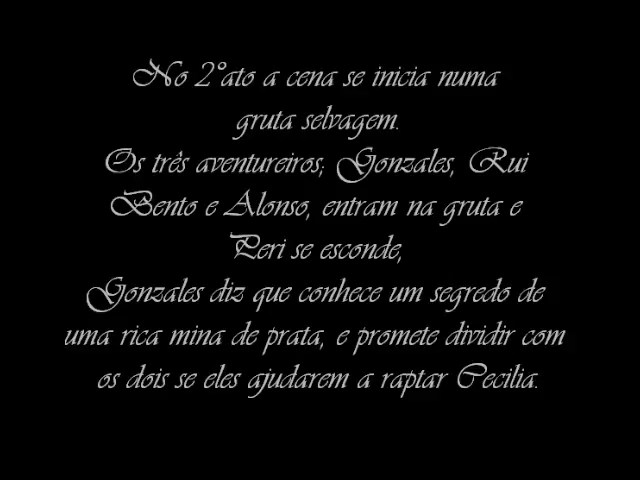 No 2°ato a cena se inicia numa
gruta selvagem.
Os três aventureiros; Gonzales, Rui
Bento e Alonso, entram na gruta e
Peri se esconde,
Gonzales diz que conhece um segredo de
uma rica mina de prata, e promete dividir com
os dois se eles ajudarem a raptar Cecilia.